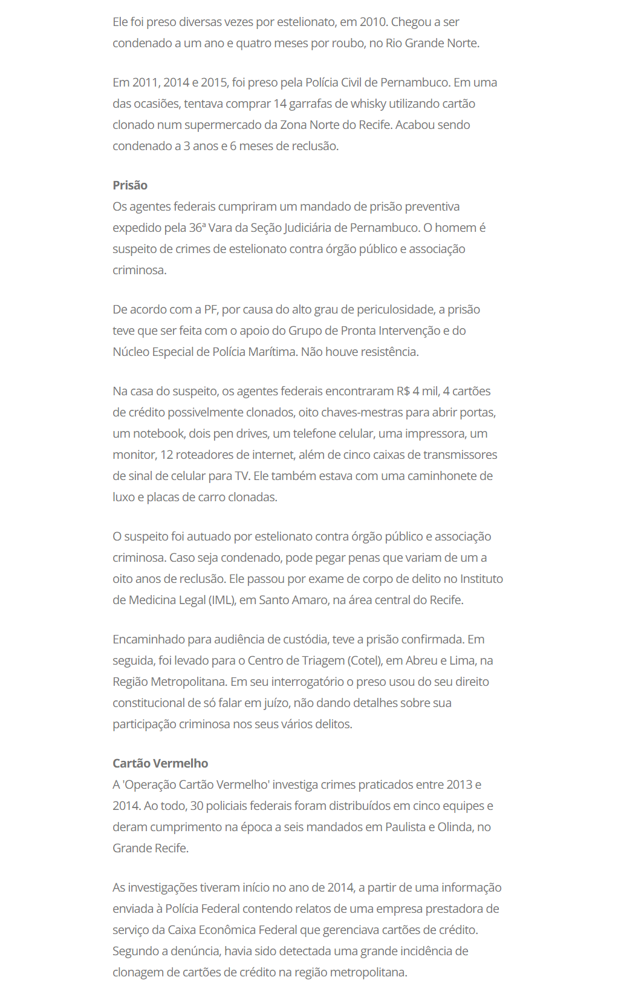 Ele foi preso diversas vezes por estelionato, em 2010. Chegou a ser
condenado a um ano e quatro meses por roubo, no Rio Grande Norte.
Em 2011, 2014 e 2015, foi preso pela Polícia Civil de Pernambuco. Em uma
das ocasiões, tentava comprar 14 garrafas de whisky utilizando cartão
clonado num supermercado da Zona Norte do Recife. Acabou sendo
condenado a 3 anos e 6 meses de reclusão.
Prisão
Os agentes federais cumpriram um mandado de prisão preventiva
expedido pela 36ª Vara da Seção Judiciária de Pernambuco. O homem é
suspeito de crimes de estelionato contra órgão público e associação
criminosa.
De acordo com a PF, por causa do alto grau de periculosidade, a prisão
teve que ser feita com o apoio do Grupo de Pronta Intervenção e do
Núcleo Especial de Polícia Marítima. Não houve resistência.
Na casa do suspeito, os agentes federais encontraram R$ 4 mil, 4 cartões
de crédito possivelmente clonados, oito chaves-mestras para abrir portas,
um notebook, dois pen drives, um telefone celular, uma impressora, um
monitor, 12 roteadores de internet, além de cinco caixas de transmissores
de sinal de celular para TV. Ele também estava com uma caminhonete de
luxo e placas de carro clonadas.
O suspeito foi autuado por estelionato contra órgão público e associação
criminosa. Caso seja condenado, pode pegar penas que variam de um a
oito anos de reclusão. Ele passou por exame de corpo de delito no Instituto
de Medicina Legal (IML), em Santo Amaro, na área central do Recife.
Encaminhado para audiência de custódia, teve a prisão confirmada. Em
seguida, foi levado para o Centro de Triagem (Cotel), em Abreu e Lima, na
Região Metropolitana. Em seu interrogatório o preso usou do seu direito
constitucional de só falar em juízo, não dando detalhes sobre sua
participação criminosa nos seus vários delitos.
Cartão Vermelho
A 'Operação Cartão Vermelho' investiga crimes praticados entre 2013 e
2014. Ao todo, 30 policiais federais foram distribuídos em cinco equipes e
deram cumprimento na época a seis mandados em Paulista e Olinda, no
Grande Recife.
As investigações tiveram início no ano de 2014, a partir de uma informação
enviada à Polícia Federal contendo relatos de uma empresa prestadora de
serviço da Caixa Econômica Federal que gerenciava cartões de crédito.
Segundo a denúncia, havia sido detectada uma grande incidência de
clonagem de cartões de crédito na região metropolitana.